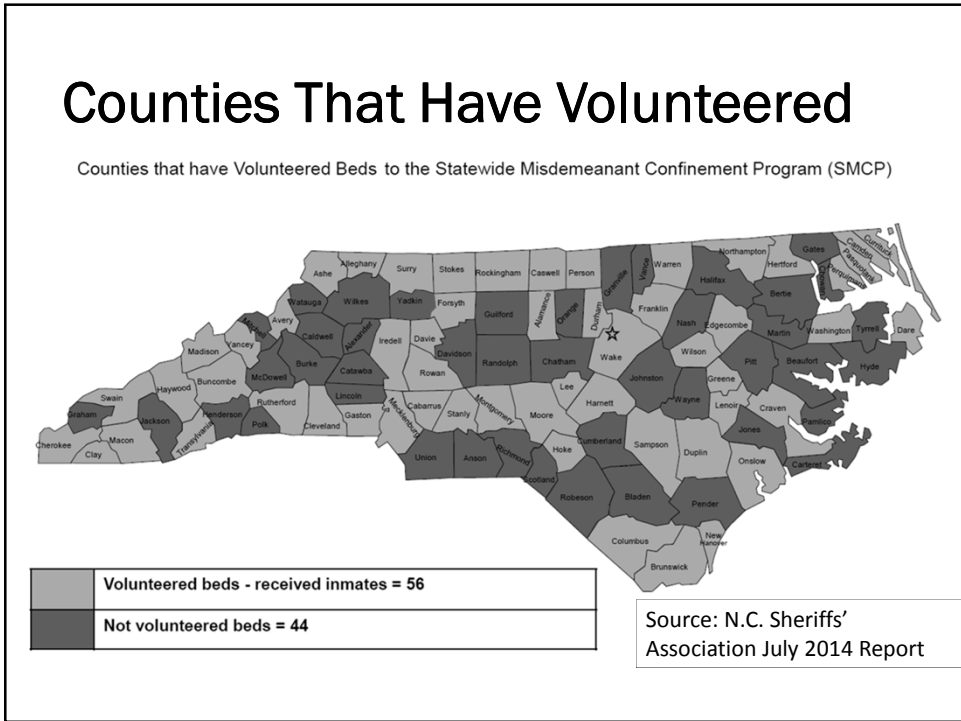 Counties That Have Volunteered
Counties that have Volunteered Beds to the Statewide Misdemeanant Confinement Program (SMCP)
Ashe
Alleghany
Surry
Stokes
Rockingham
Caswell
Person
Granville
Vance
Warren
Northampton
Hertford
Gates
Currituck
Camden
Pasquotank
Perquimans
Chowan
Halifax
Bertie
Watauga
Wilkes
Yadkin
Forsyth
Guilford
Alamance
Orange
Durham
Franklin
Nash
Edgecombe
Martin
Washington
Tyrrell
Dare
Mitchell
Avery
Caldwell
Alexander
Iredell
Davie
Davidson
Randolph
Chatham
Wake
Wilson
Pitt
Beaufort
Hyde
Madison
Yancey
Burke
Catawba
Rowan
Johnston
Greene
Haywood
Buncombe
McDowell
Lincoln
Lee
Wayne
Lenoir
Craven
Swain
Rutherford
Cleveland
Gaston
Mecklenburg
Cabarrus
Stanly
Montgomery
Moore
Harnett
Pamlico
Graham
Jackson
Henderson
Polk
Transylvania
Cherokee
Macon
Clay
Union
Anson
Richmond
Scotland
Hoke
Cumberland
Sampson
Duplin
Jones
Onslow
Carteret
Robeson
Bladen
Pender
Columbus
New
Hanover
Brunswick
Volunteered beds - received inmates = 56
Not volunteered beds = 44
Source: N.C. Sheriffs’
Association July 2014 Report